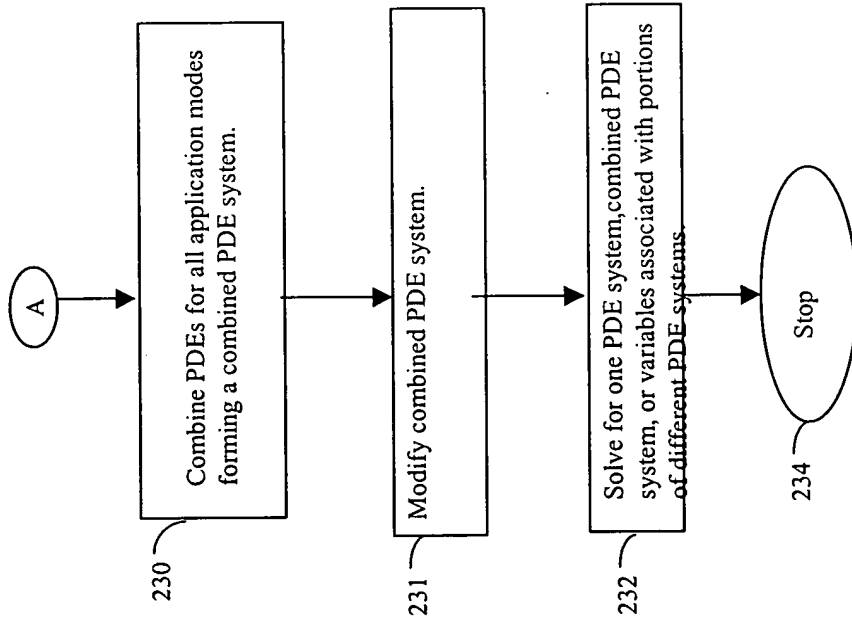 A
Combine PDEs for all application modes
forming a combined PDE system.
230
Modify combined PDE system.
231
Solve for one PDE system,combined PDE
system, or variables associated with portions
of different PDE systems.
232
Stop
234